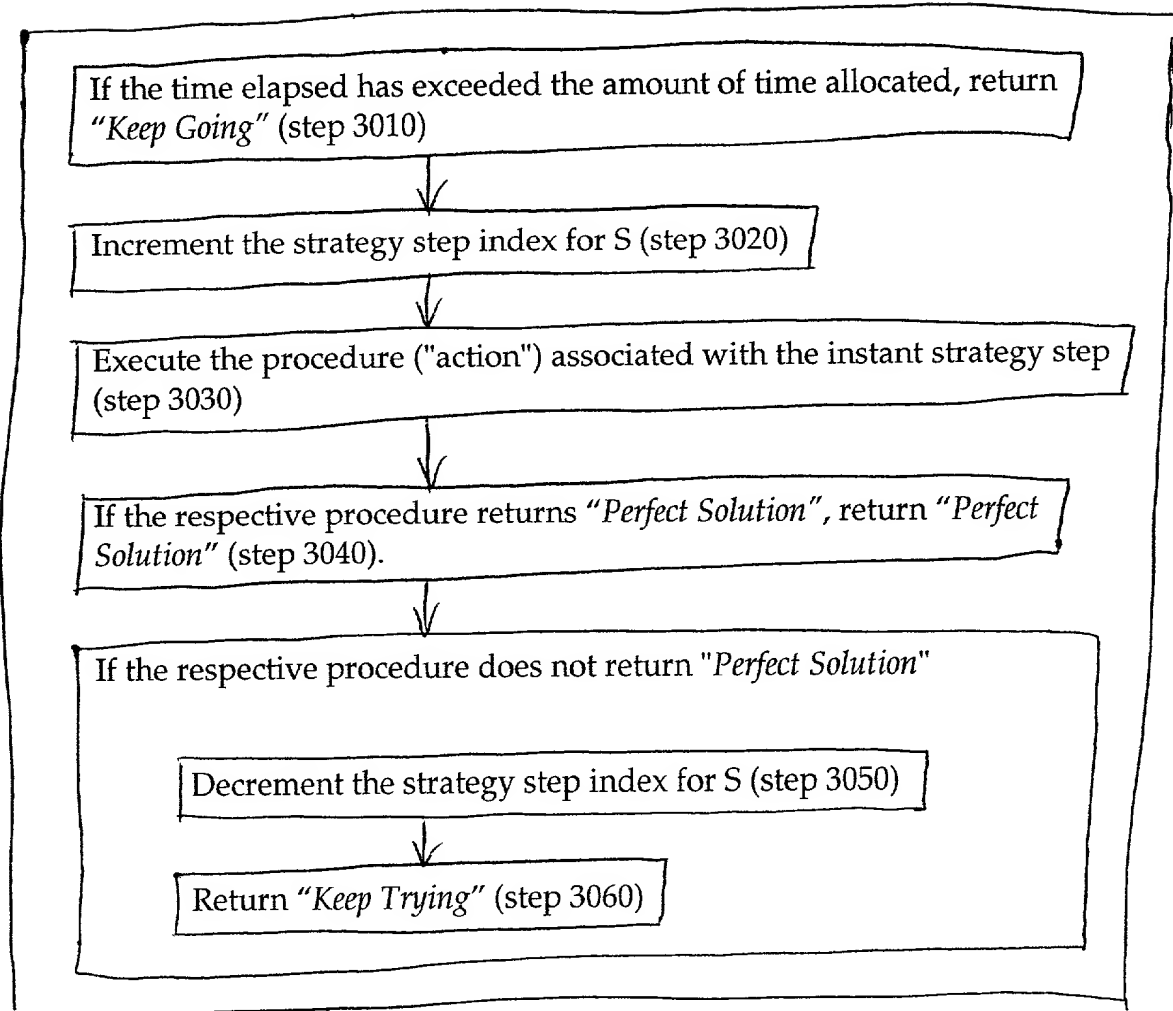 If the time elapsed has exceeded the amount of time allocated, return
“Keep Going” (step 3010)
Increment the strategy step index for S (step 3020)
Execute the procedure ("action") associated with the instant strategy step
(step 3030)
If the respective procedure returns “Perfect Solution”, return “Perfect
Solution” (step 3040).
If the respective procedure does not return "Perfect Solution"
Decrement the strategy step index for S (step 3050)
Return “Keep Trying” (step 3060)